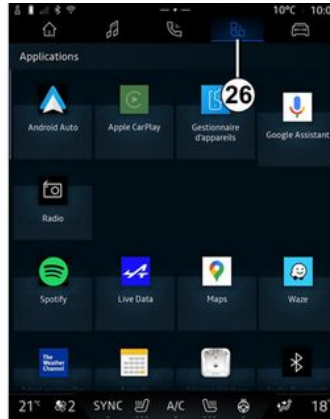 10°C 10:0
Applications
26
Android Auto
Apple CarPlay
Gestionnaire
d'appareils
Google Assistant
Radio
Spotify
Live Data
Maps
Waze
The
Weather
Channel
21°C 2 SYNC A/C 18°